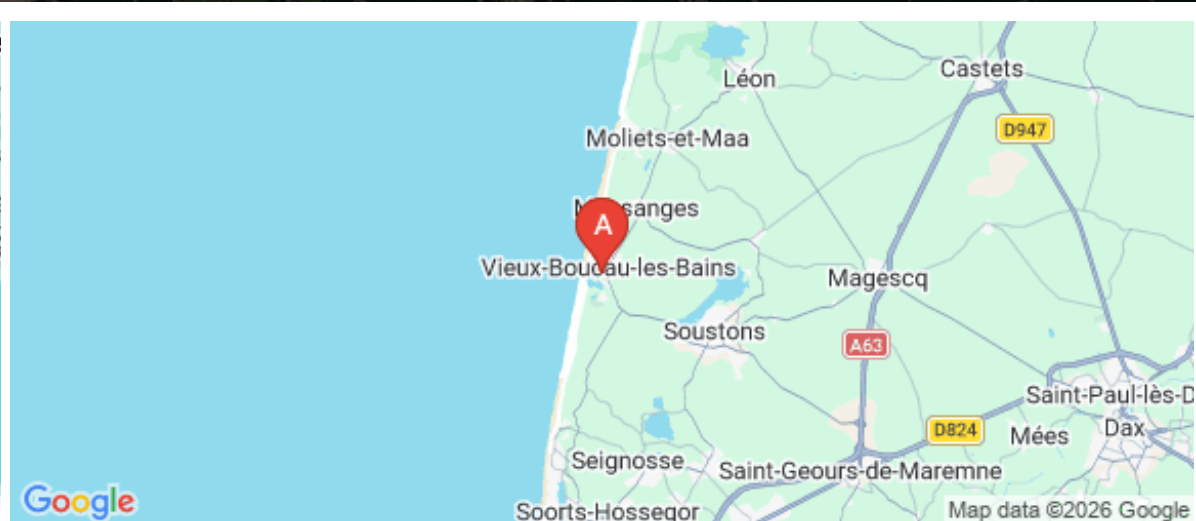 Léon
Castets
D947
Moliets-et-Maa
A
Vieux-Boucau-les-Bains
Magescq
Soustons
A63
Saint-Paul-lès-D
D824
Mées
Dax
Seignosse
Saint-Geours-de-Maremne
Soorts-Hossegor
Google
Map data ©2026 Google